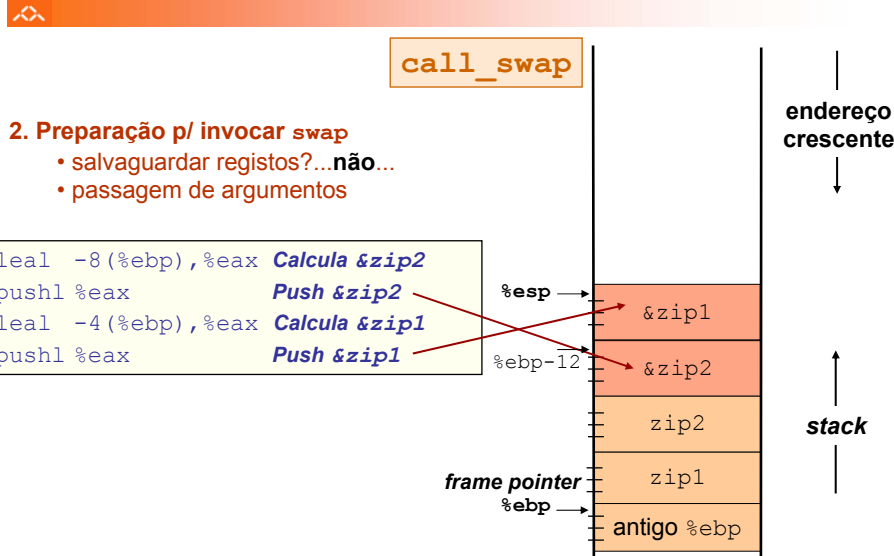 call_swap
2. Preparação p/ invocar swap
• salvaguardar registos?...não...
• passagem de argumentos
endereço
crescente
leal -8(%ebp),%eax Calcula &zip2
pushl %eax Push &zip2
leal -4(%ebp),%eax Calcula &zip1
pushl %eax Push &zip1
%esp
&zip1
%ebp-12
&zip2
zip2
stack
frame pointer
zip1
%ebp
antigo %ebp